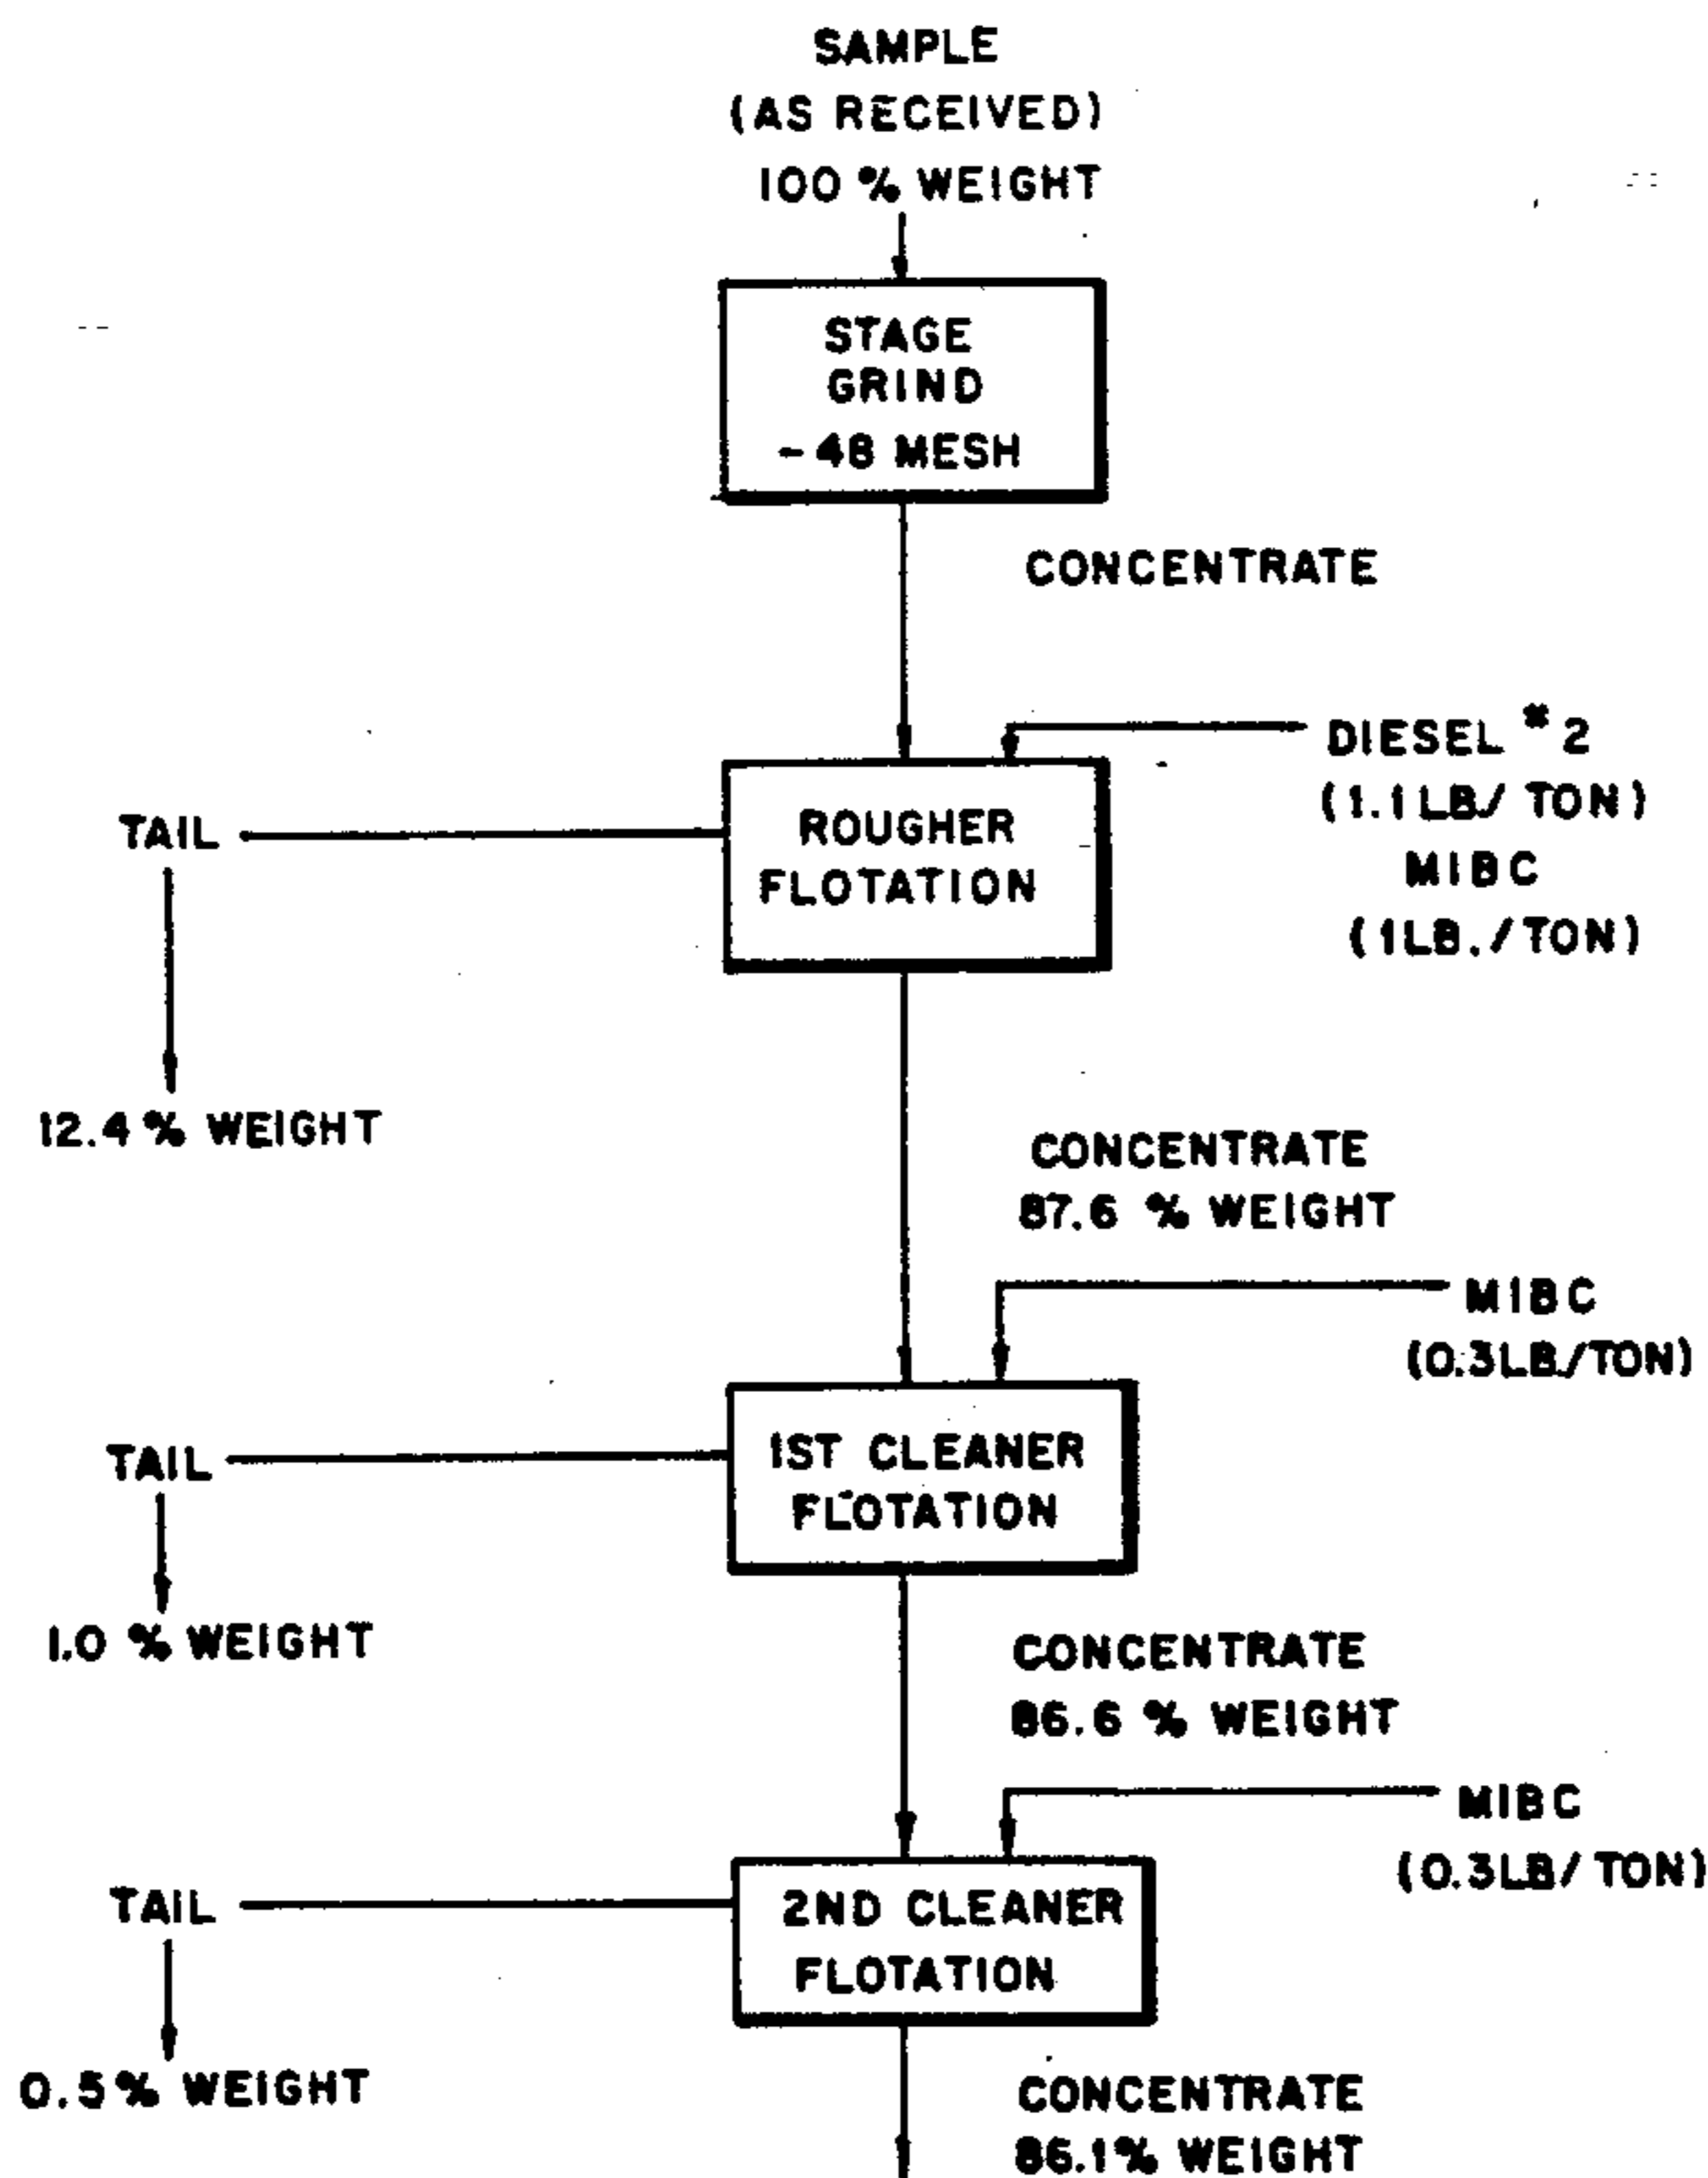 SAMPLE
(AS RECEIVED)
100 % WEIGHT
STAGE
GRIND
- 48 MESH
CONCENTRATE
DIESEL #2
(1.1 LB/ TON)
MIBC
(1LB./TON)
TAIL
ROUGHER
FLOTATION
12.4 % WEIGHT
CONCENTRATE
87.6 % WEIGHT
MIBC
(0.3LB/TON)
TAIL
1ST CLEANER
FLOTATION
1.0 % WEIGHT
CONCENTRATE
86.6 % WEIGHT
MIBC
(0.3LB/ TON)
TAIL
2ND CLEANER
FLOTATION
0.5% WEIGHT
CONCENTRATE
86.1% WEIGHT